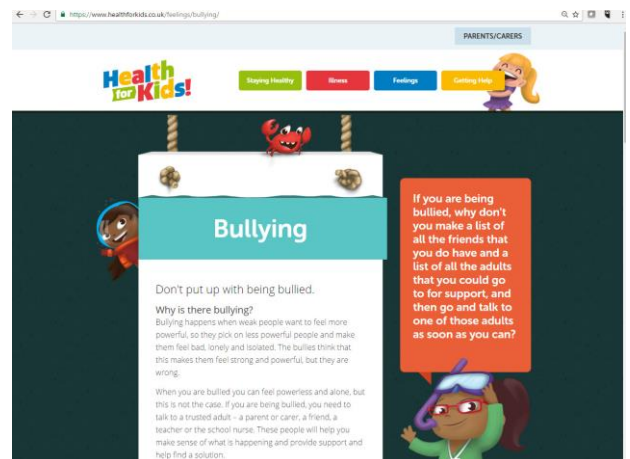 https://www.healthforkids.co.uk/feelings/bullying/
PARENTS/CARERS
Health
for Kids!
Staying Healthy
Illness
Feelings
Getting Help
Bullying
Don't put up with being bullied.
Why is there bullying?
Bullying happens when weak people want to feel more
powerful, so they pick on less powerful people and make
them feel bad, lonely and isolated. The bullies think that
this makes them feel strong and powerful, but they are
wrong.
When you are bullied you can feel powerless and alone, but
this is not the case. If you are being bullied, you need to
talk to a trusted adult – a parent or carer, a friend, a
teacher or the school nurse. These people will help you
make sense of what is happening and provide support and
help find a solution.
If you are being
bullied, why don't
you make a list of
all the friends that
you do have and a
list of all the adults
that you could go
to for support, and
then go and talk to
one of those adults
as soon as you can?